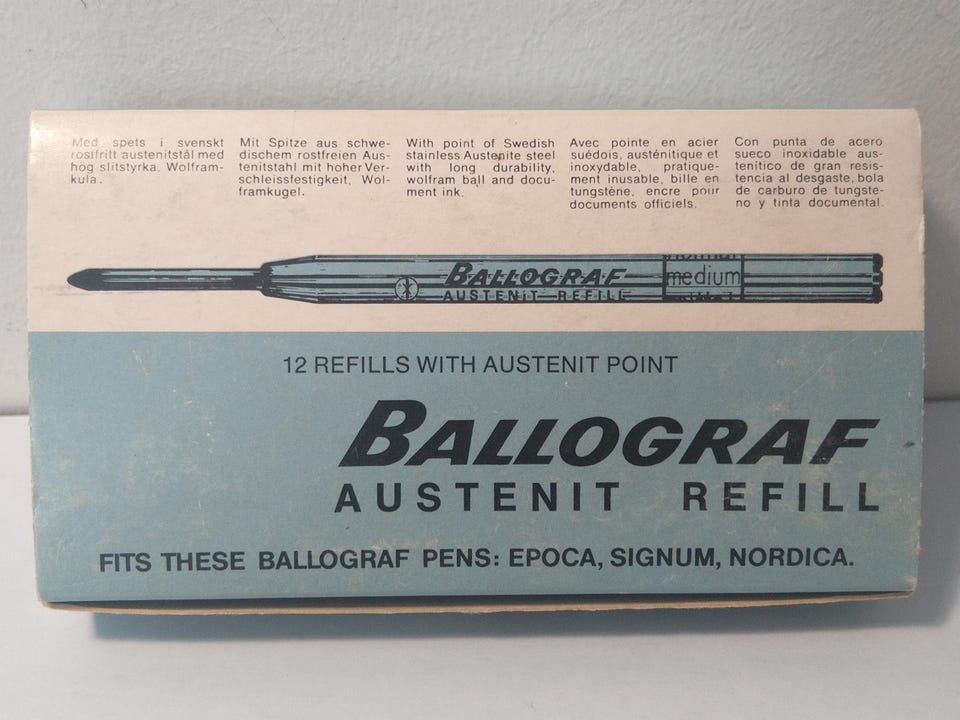 Med spets i svenskt
rostfritt austenitstål med
hög slitstyrka. Wolfram-
kula.
Mit Spitze aus schwe-
dischem rostfreien Aus-
tenitstahl mit hoher Ver-
schleissfestigkeit. Wol-
framkugel.
With point of Swedish
stainless Austenite steel
with long durability,
wolfram ball and docu-
ment ink.
Avec pointe en acier
suédois, austénitique et
inoxydable, pratique-
ment inusable, bille en
tungstène, encre pour
documents officiels.
Con punta de acero
sueco inoxidable aus-
tenítico de gran resis-
tencia al desgaste, bola
de carburo de tungste-
no y tinta documental.
BALLOGRAF
AUSTENIT REFILL
normal
medium
12 REFILLS WITH AUSTENIT POINT
BALLOGRAF
AUSTENIT REFILL
FITS THESE BALLOGRAF PENS: EPOCA, SIGNUM, NORDICA.